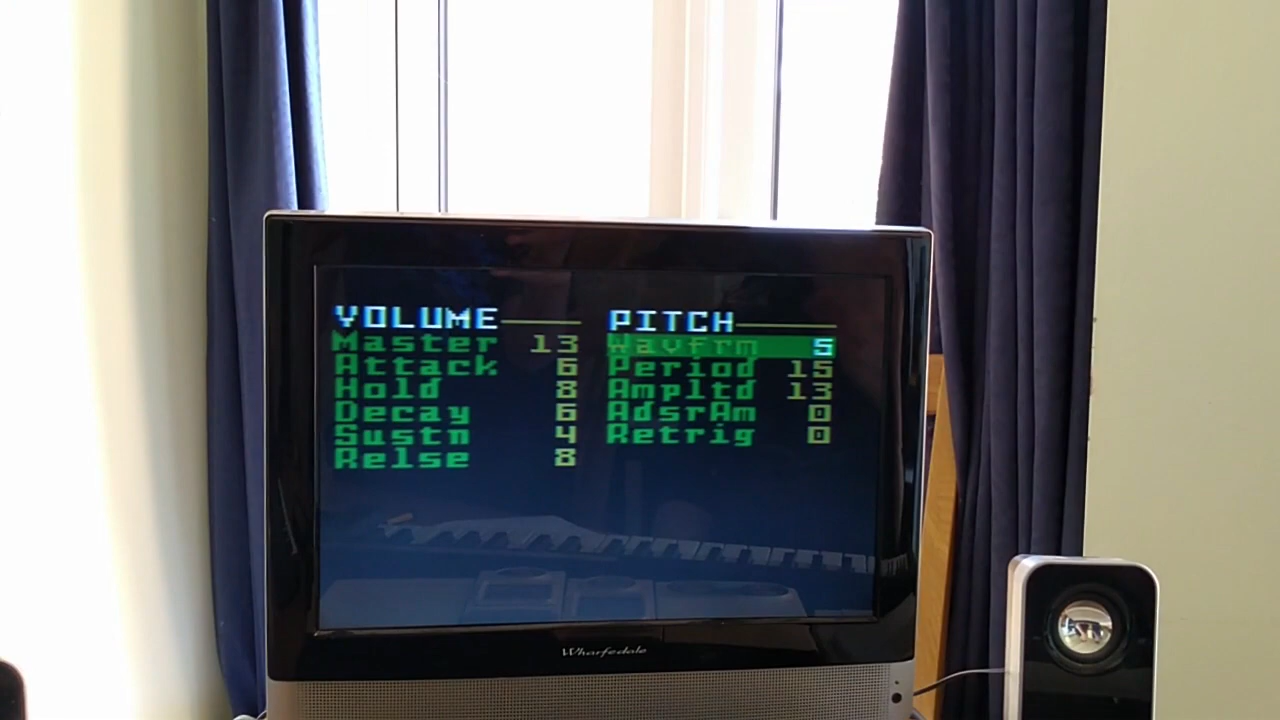 VOLUME
Master 13
Attack 6
Hold 8
Decay 6
Sustn 4
Relse 8
PITCH
Wavfrm 5
Period 15
Ampltd 13
AdsrAm 0
Retrig 0
Wharfedale